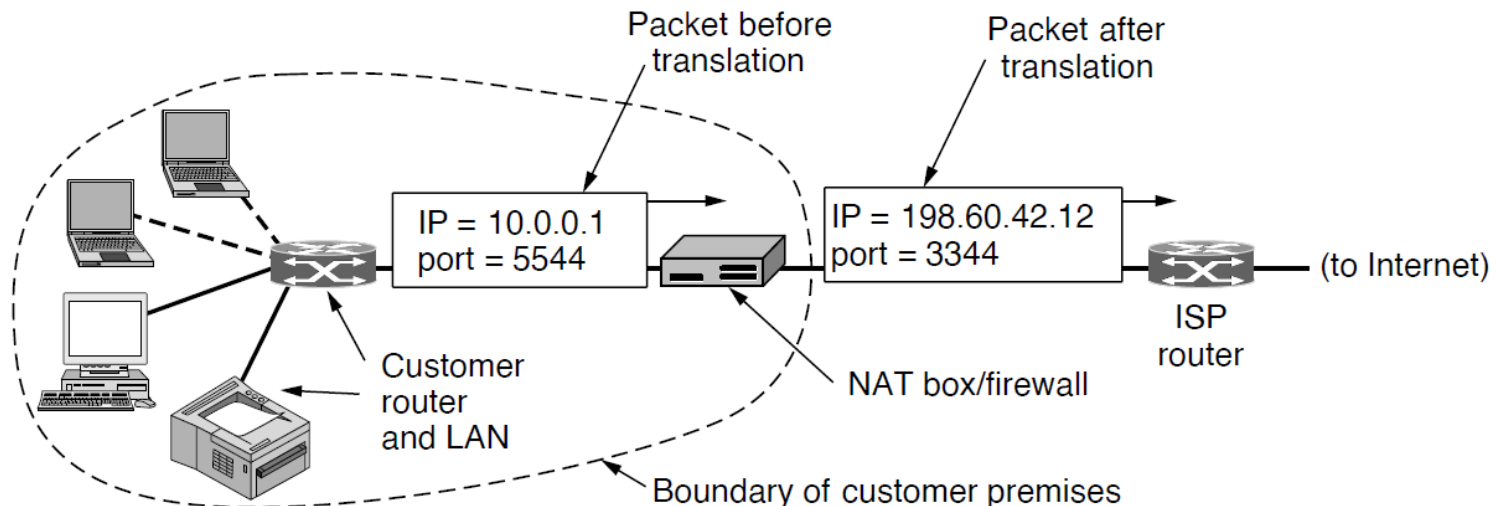 Packet before
translation
Packet after
translation
IP = 10.0.0.1
port = 5544
IP = 198.60.42.12
port = 3344
(to Internet)
ISP
router
Customer
router
and LAN
NAT box/firewall
Boundary of customer premises